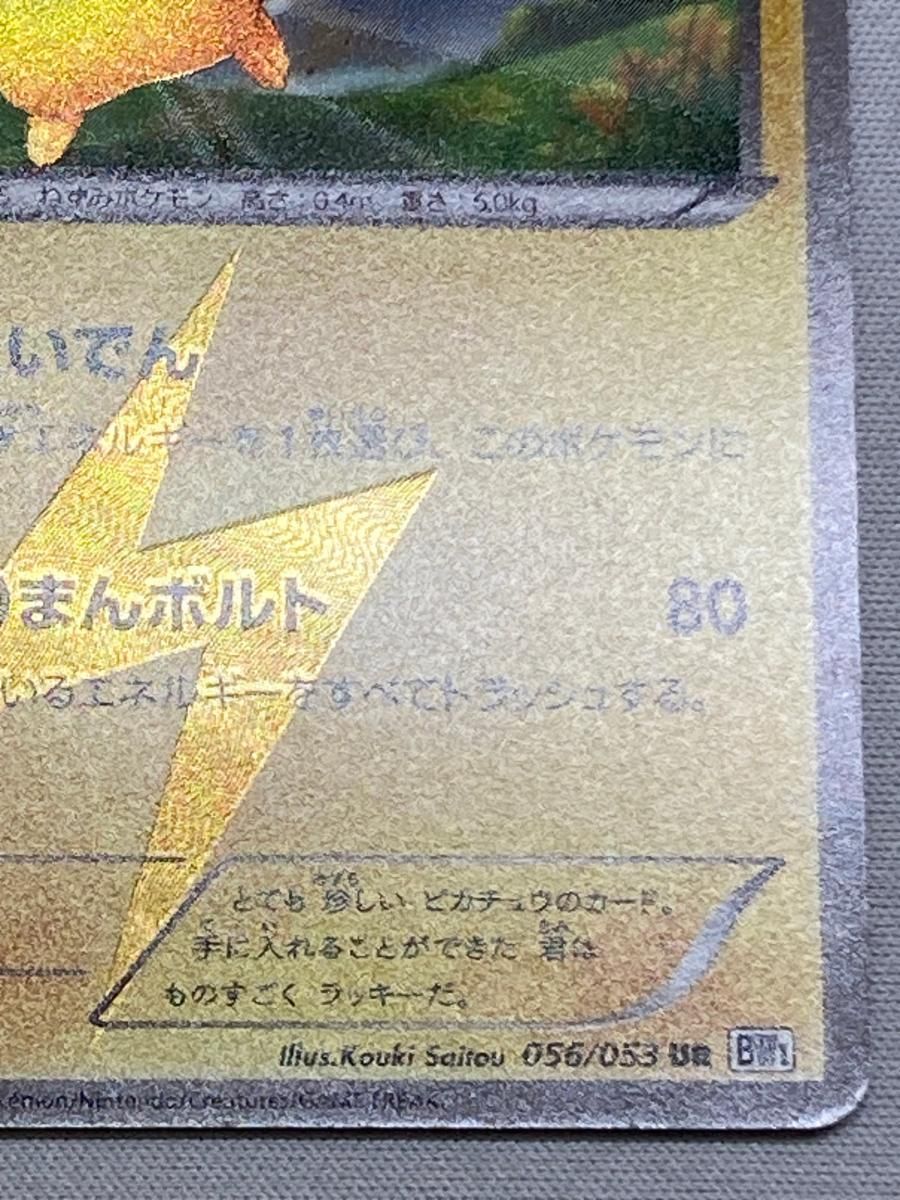 ねずみポケモン 高さ:0.4m 重さ:6.0kg
いでん
エネルギーを1枚選び、このポケモンに
まんボルト 80
いるエネルギーをすべてトラッシュする。
とても 珍しい ピカチュウのカード。
手に入れることができた 君は
ものすごく ラッキーだ。
Illus.Kouki Saitou 056/053 UR BW1
émon/Nintendo/Creatures/GAME FREAK.